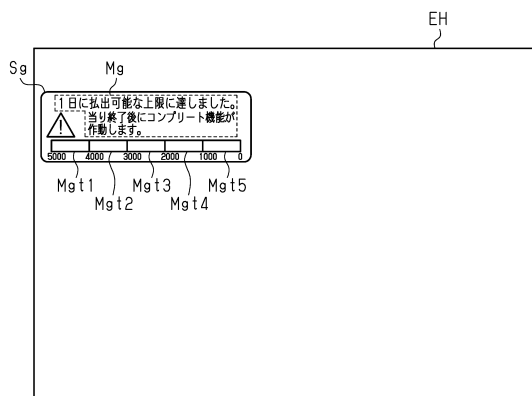 EH
Sg Mg
1日に払出可能な上限に達しました。
当り終了後にコンプリート機能が
作動します。
5000 4000 3000 2000 1000 0
Mgt1 Mgt3 Mgt5
Mgt2 Mgt4